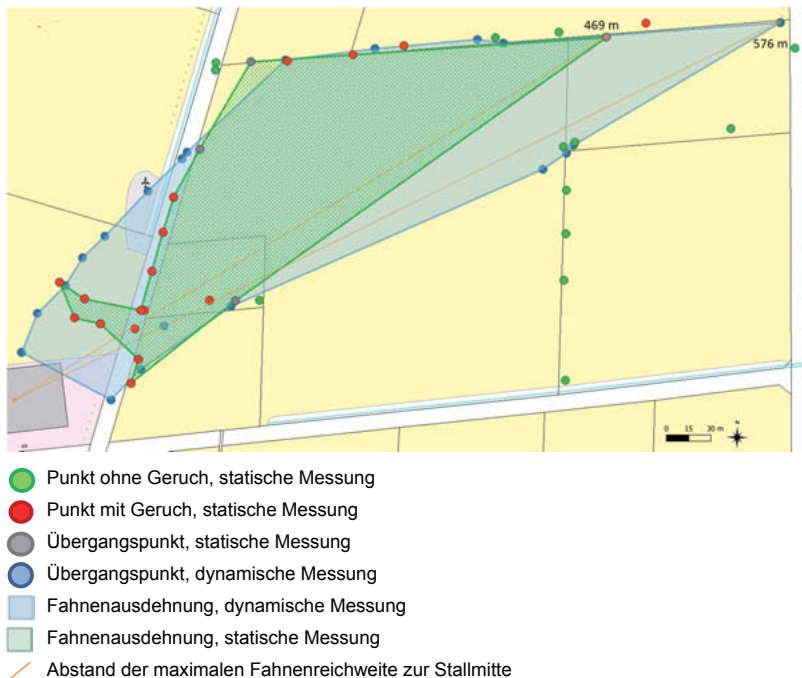 469 m
576 m
0 15 30 m
N
Punkt ohne Geruch, statische Messung
Punkt mit Geruch, statische Messung
Übergangspunkt, statische Messung
Übergangspunkt, dynamische Messung
Fahnenausdehnung, dynamische Messung
Fahnenausdehnung, statische Messung
Abstand der maximalen Fahnenreichweite zur Stallmitte